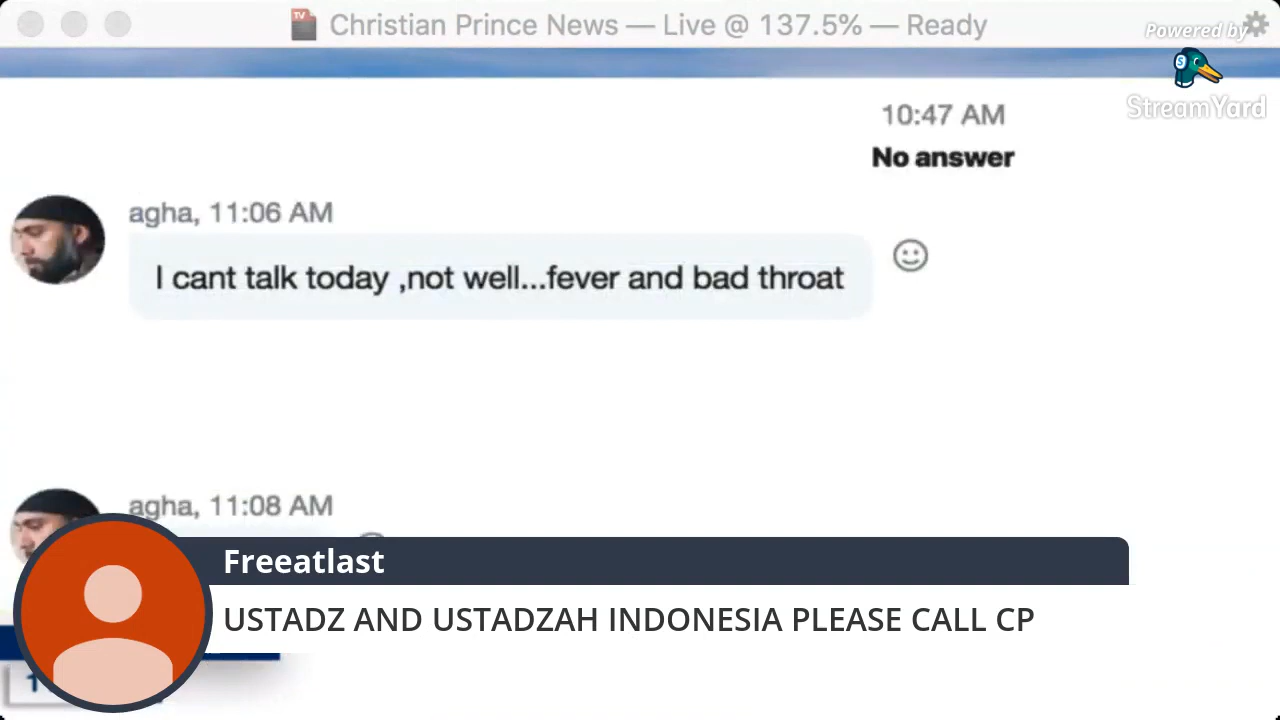 TV Christian Prince News — Live @ 137.5% — Ready
Powered by
S
StreamYard
10:47 AM
No answer
agha, 11:06 AM
I cant talk today ,not well...fever and bad throat
agha, 11:08 AM
Freeatlast
USTADZ AND USTADZAH INDONESIA PLEASE CALL CP